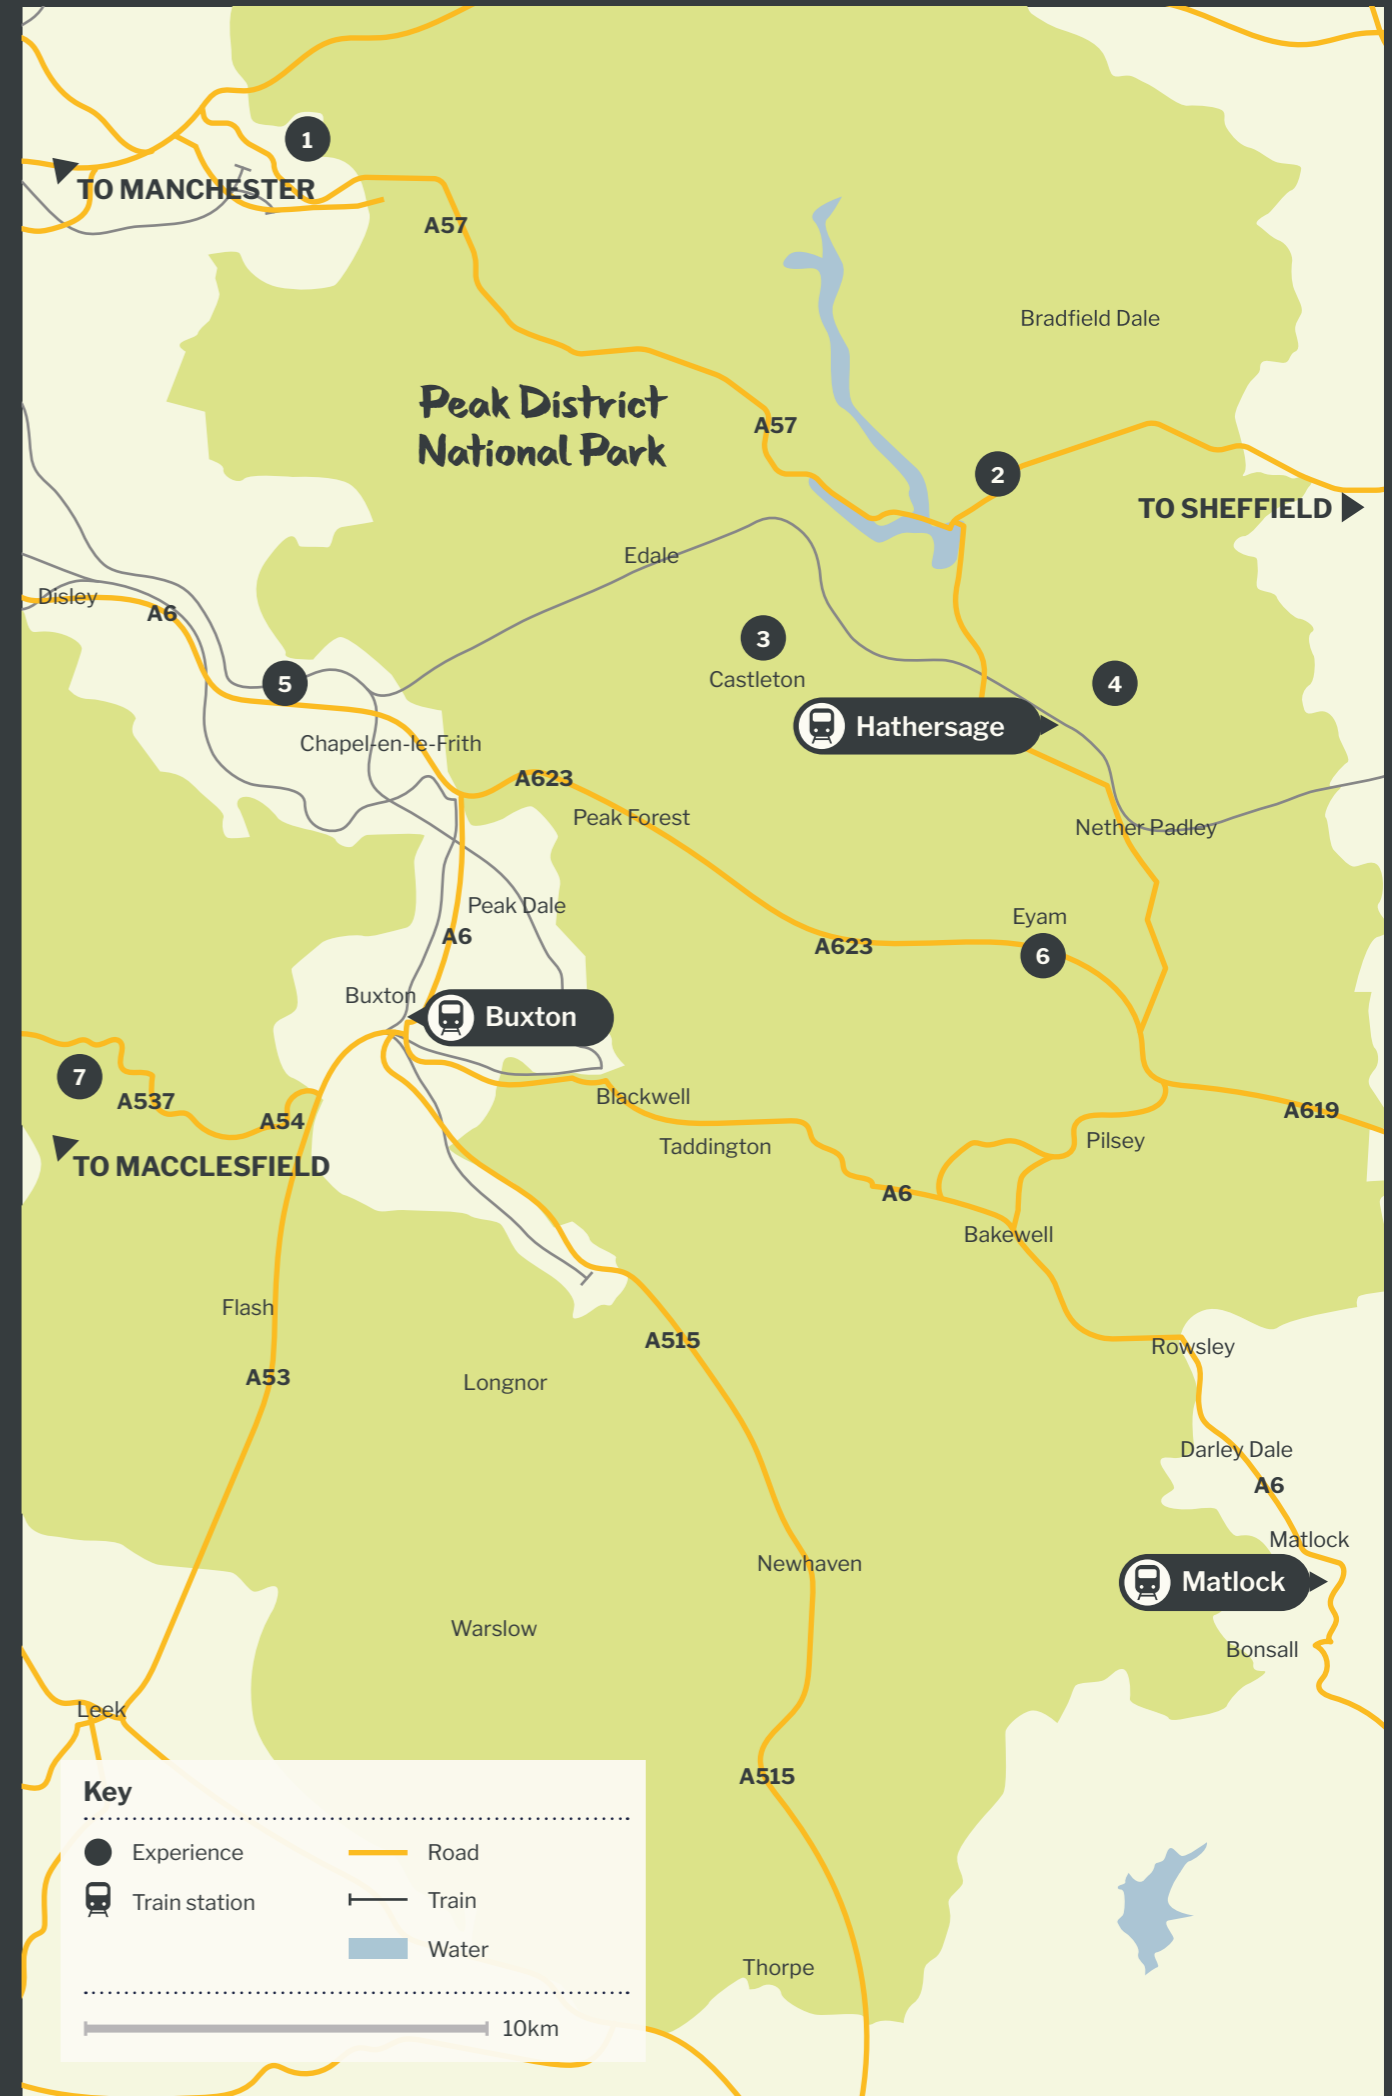 1
TO MANCHESTER
A57
Bradfield Dale
Peak District
National Park
A57
2
TO SHEFFIELD
Edale
Disley
A6
3
Castleton
5
4
Hathersage
Chapel-en-le-Frith
A623
Peak Forest
Nether Padley
Peak Dale
A6
Eyam
A623
6
Buxton
Buxton
7
A537
A54
Blackwell
A619
TO MACCLESFIELD
Taddington
Pilsey
A6
Bakewell
Flash
A515
Rowsley
A53
Longnor
Darley Dale
A6
Matlock
Newhaven
Matlock
Warslow
Bonsall
Leek
A515
Key
Experience
Road
Train station
Train
Water
Thorpe
10km